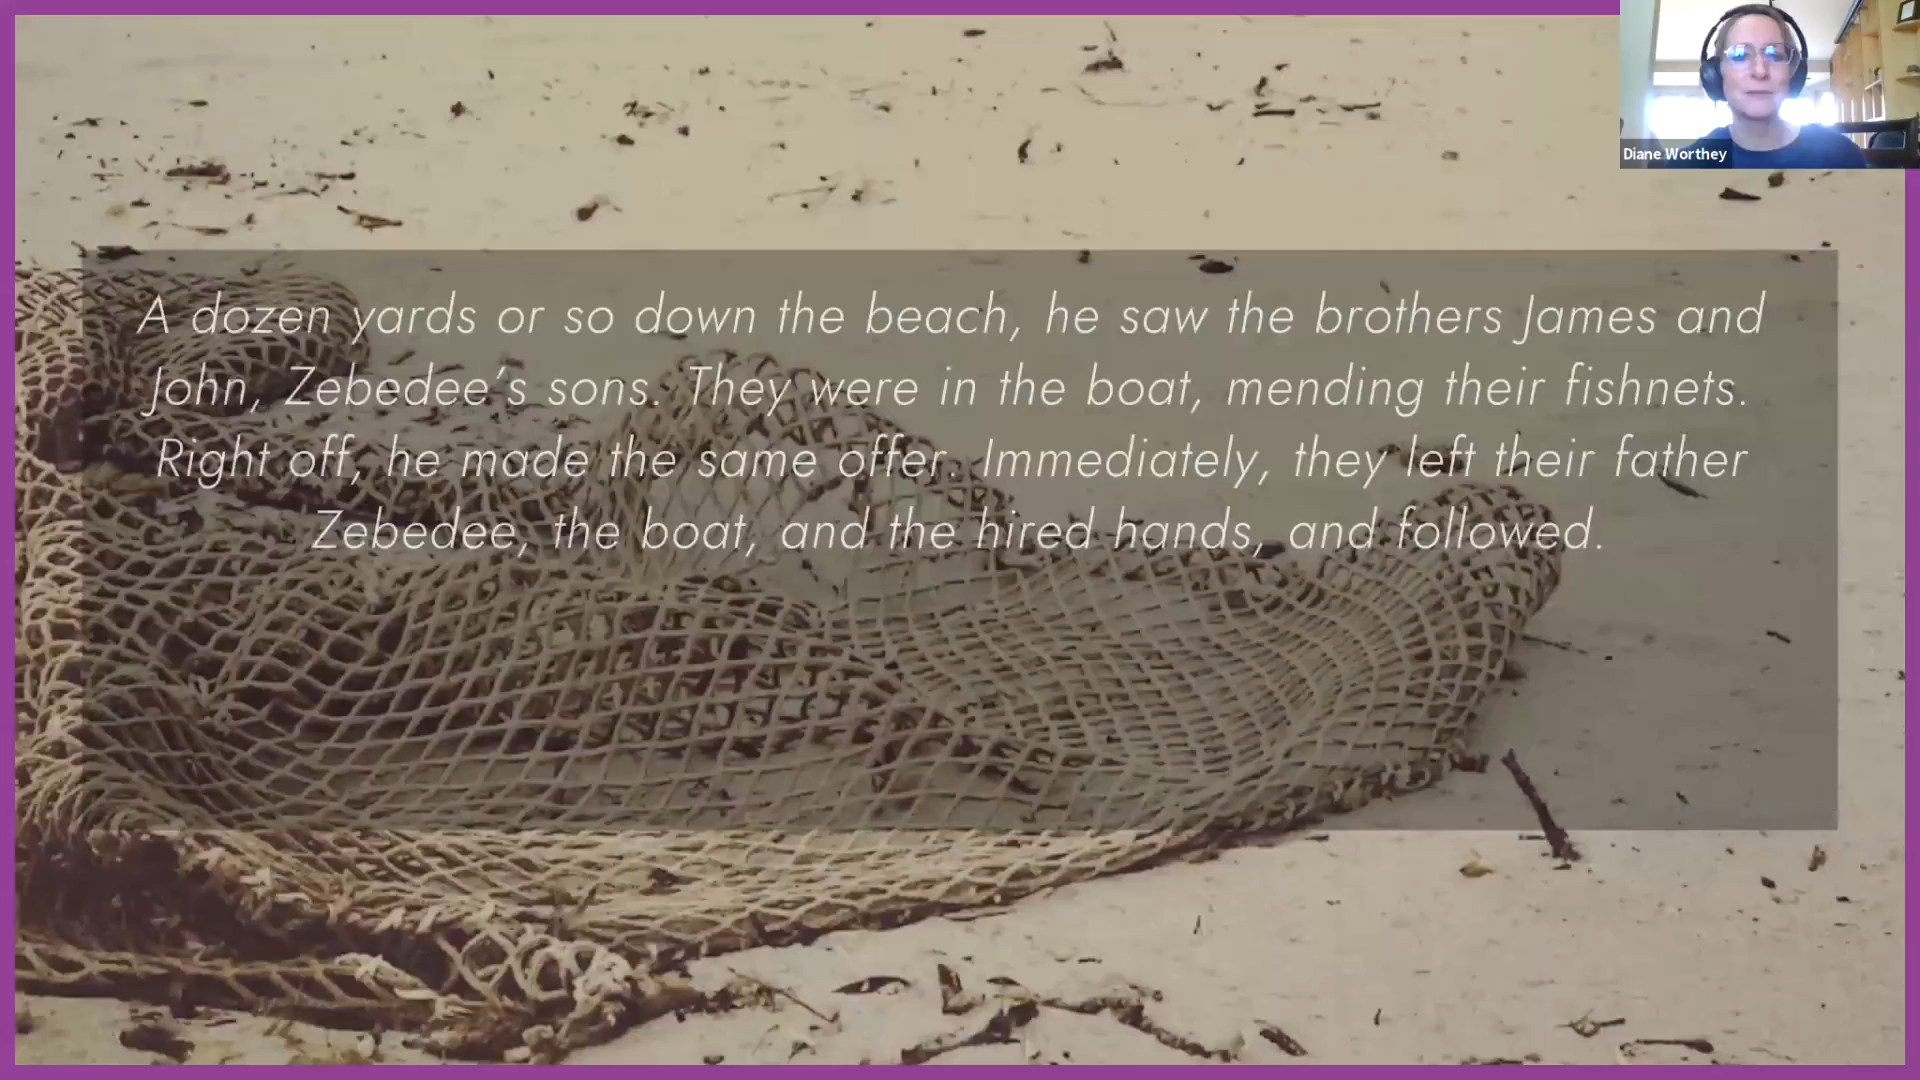 Diane Worthey
A dozen yards or so down the beach, he saw the brothers James and
John, Zebedee’s sons. They were in the boat, mending their fishnets.
Right off, he made the same offer. Immediately, they left their father
Zebedee, the boat, and the hired hands, and followed.